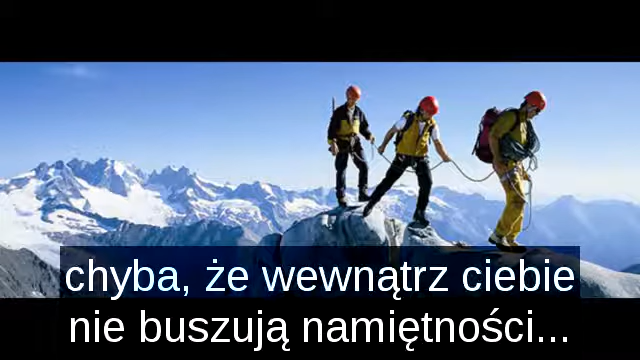 chyba, że wewnątrz ciebie
nie buszują namiętności...